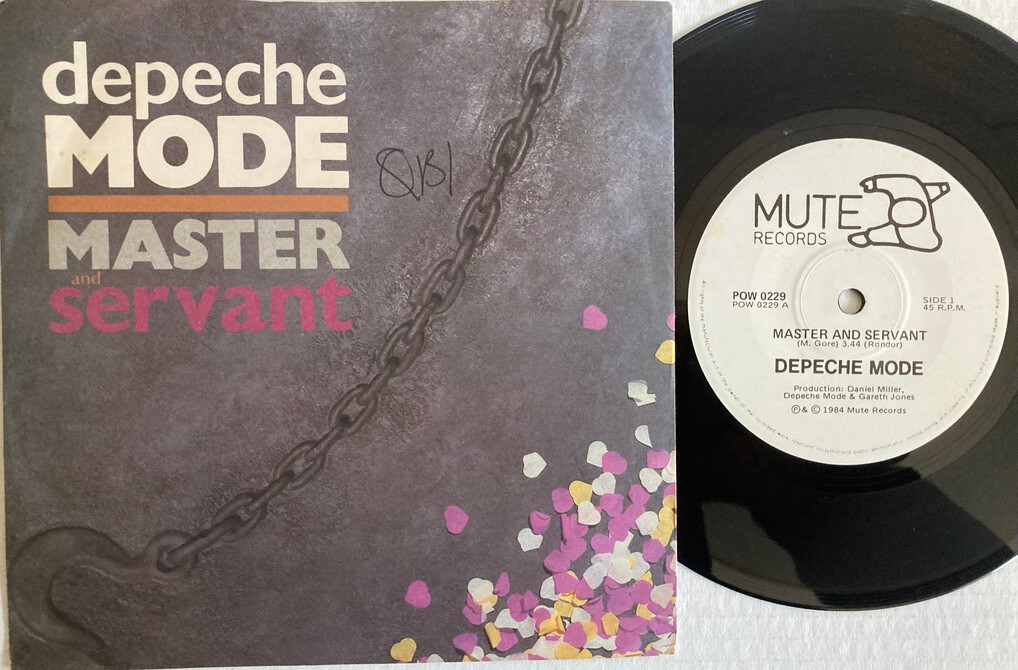 depeche
MODE
MASTER
and
servant
MUTE
RECORDS
POW 0229
POW 0229 A
SIDE 1
45 R.P.M.
MASTER AND SERVANT
(M. Gore) 3.44 (Rondor)
DEPECHE MODE
Production: Daniel Miller,
Depeche Mode & Gareth Jones
℗ & © 1984 Mute Records